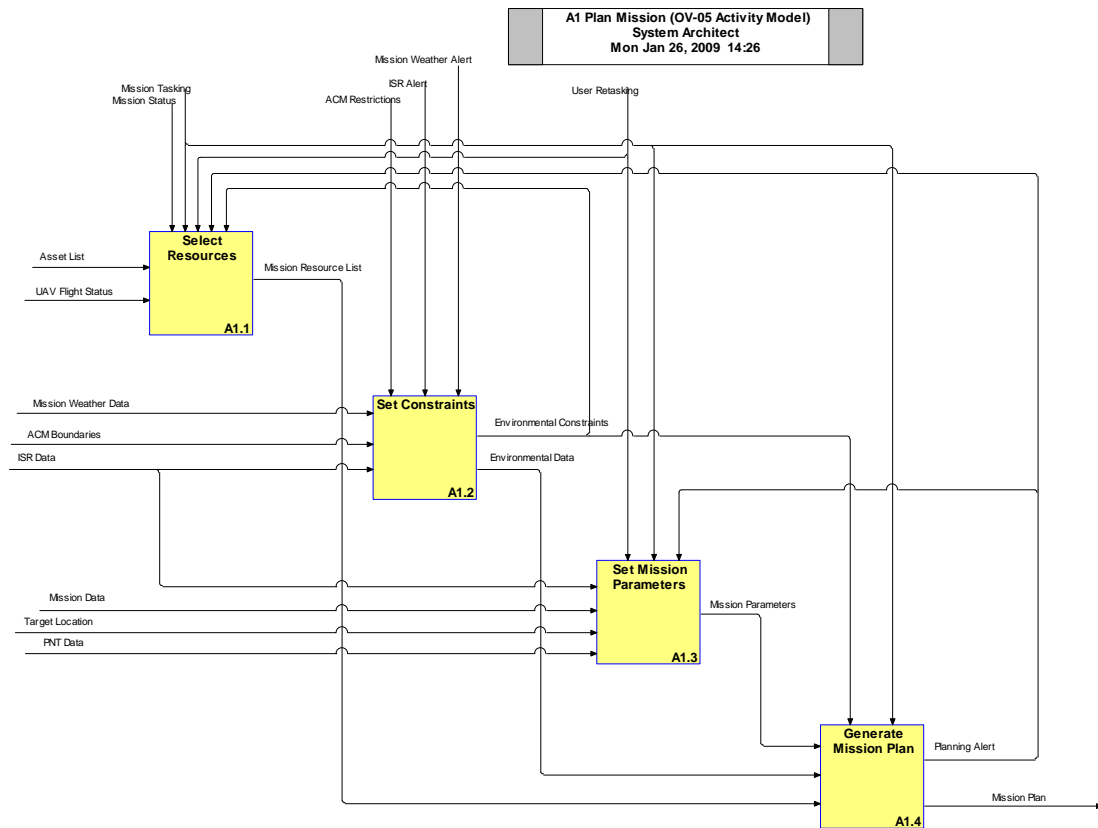 A1 Plan Mission (OV-05 Activity Model)
System Architect
Mon Jan 26, 2009 14:26
Mission Weather Alert
ISR Alert
Mission Tasking
User Retasking
Mission Status
ACM Restrictions
Select
Resources
Asset List
Mission Resource List
UAV Flight Status
A1.1
Mission Weather Data
Set Constraints
Environmental Constraints
ACM Boundaries
ISR Data
Environmental Data
A1.2
Set Mission
Parameters
Mission Data
Mission Parameters
Target Location
PNT Data
A1.3
Generate
Mission Plan
Planning Alert
Mission Plan
A1.4